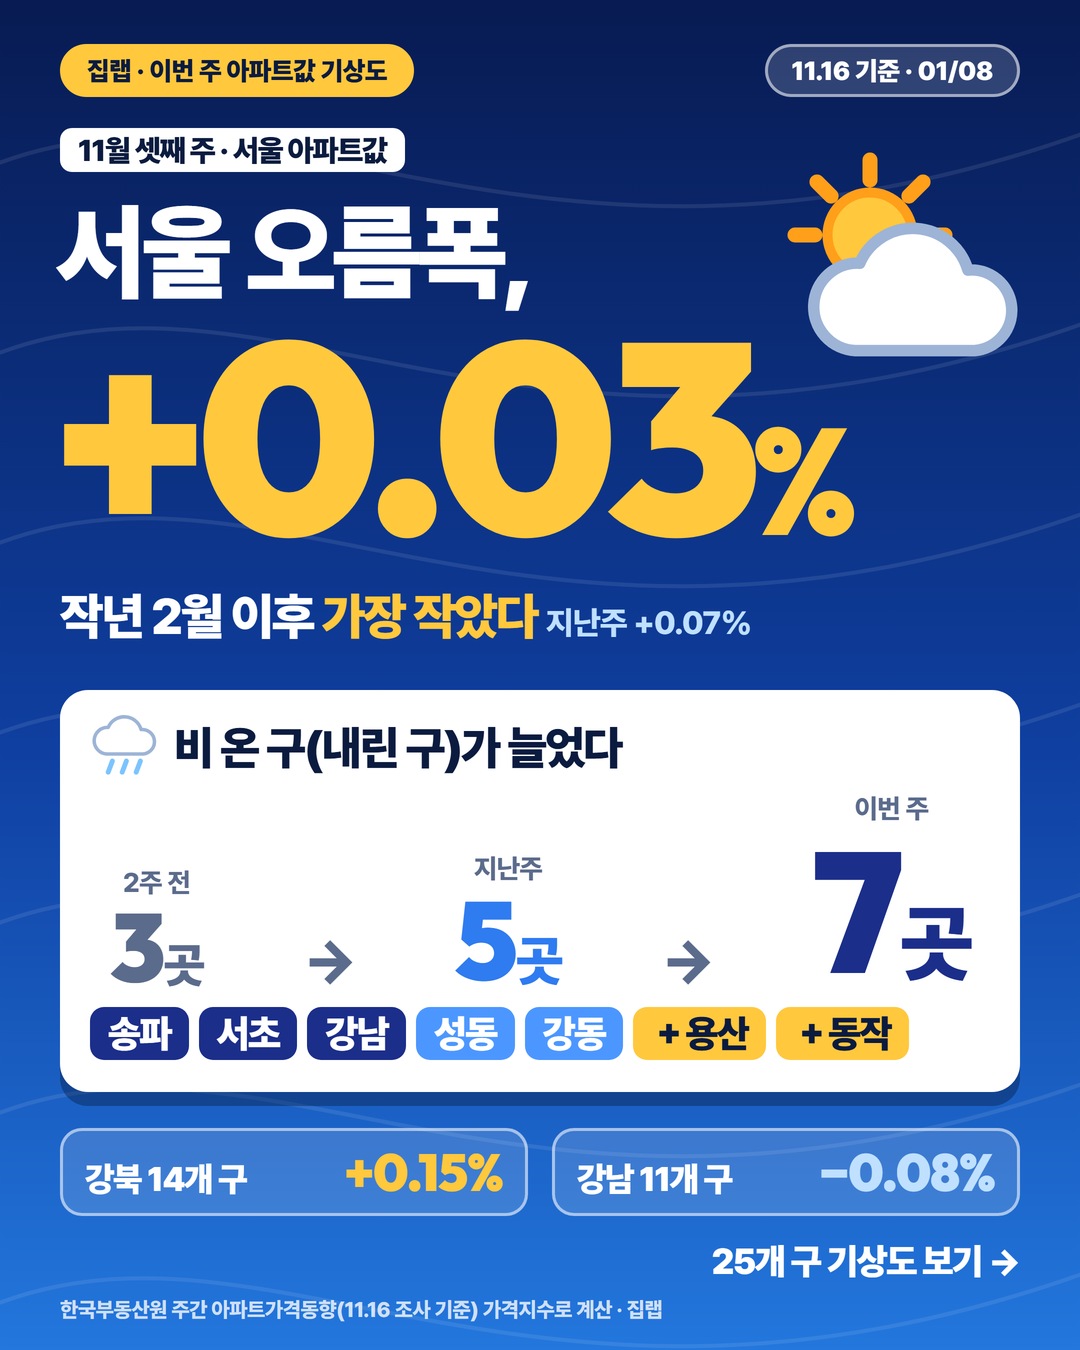 집랩 · 이번 주 아파트값 기상도
11.16 기준 · 01/08
11월 셋째 주 · 서울 아파트값
서울 오름폭,
+0.03%
작년 2월 이후 가장 작았다 지난주 +0.07%
비 온 구(내린 구)가 늘었다
2주 전
3곳
→
지난주
5곳
→
이번 주
7곳
송파 서초 강남 성동 강동 + 용산 + 동작
강북 14개 구 +0.15%
강남 11개 구 −0.08%
25개 구 기상도 보기 →
한국부동산원 주간 아파트가격동향(11.16 조사 기준) 가격지수로 계산 · 집랩